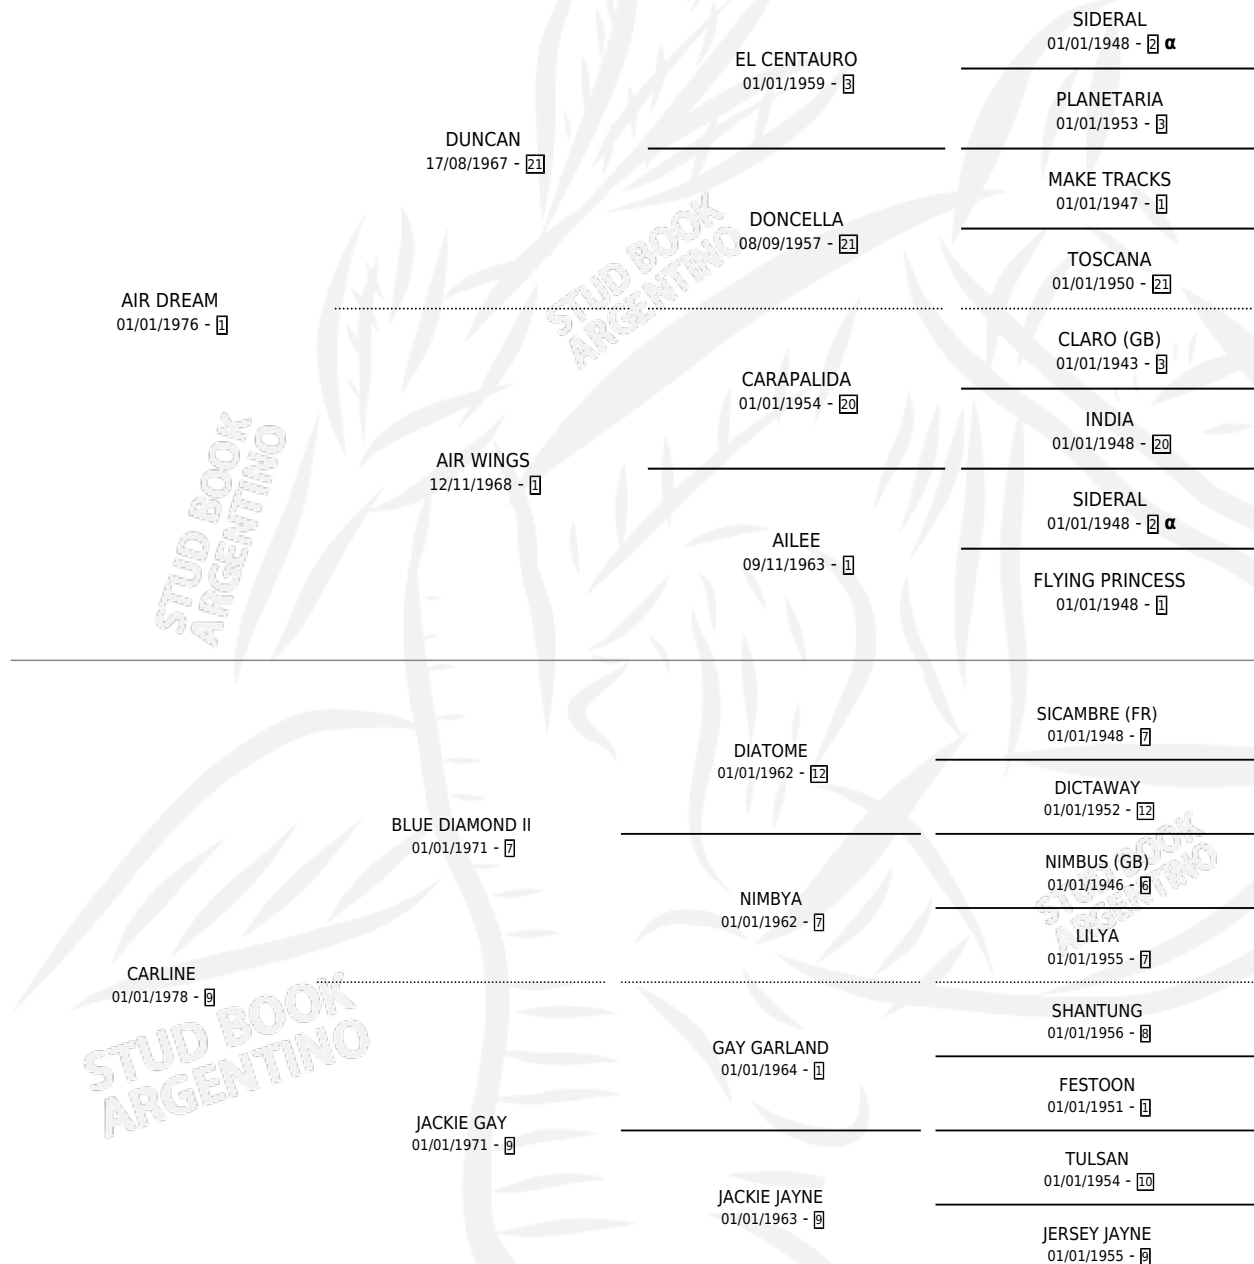 SIDERAL
01/01/1948 - 2 α
EL CENTAURO
01/01/1959 - 3
PLANETARIA
01/01/1953 - 3
DUNCAN
17/08/1967 - 21
MAKE TRACKS
01/01/1947 - 1
DONCELLA
08/09/1957 - 21
TOSCANA
01/01/1950 - 21
AIR DREAM
01/01/1976 - 1
CLARO (GB)
01/01/1943 - 3
CARAPALIDA
01/01/1954 - 20
INDIA
01/01/1948 - 20
AIR WINGS
12/11/1968 - 1
SIDERAL
01/01/1948 - 2 α
AILEE
09/11/1963 - 1
FLYING PRINCESS
01/01/1948 - 1
STUD BOOK
ARGENTINO
STUD BOOK
ARGENTINO
SICAMBRE (FR)
01/01/1948 - 7
DIATOME
01/01/1962 - 12
DICTAWAY
01/01/1952 - 12
BLUE DIAMOND II
01/01/1971 - 7
NIMBUS (GB)
01/01/1946 - 6
NIMBYA
01/01/1962 - 7
LILYA
01/01/1955 - 7
CARLINE
01/01/1978 - 9
SHANTUNG
01/01/1956 - 8
GAY GARLAND
01/01/1964 - 1
FESTOON
01/01/1951 - 1
JACKIE GAY
01/01/1971 - 9
TULSAN
01/01/1954 - 10
JACKIE JAYNE
01/01/1963 - 9
JERSEY JAYNE
01/01/1955 - 9
STUD BOOK
ARGENTINO
STUD BOOK
ARGENTINO